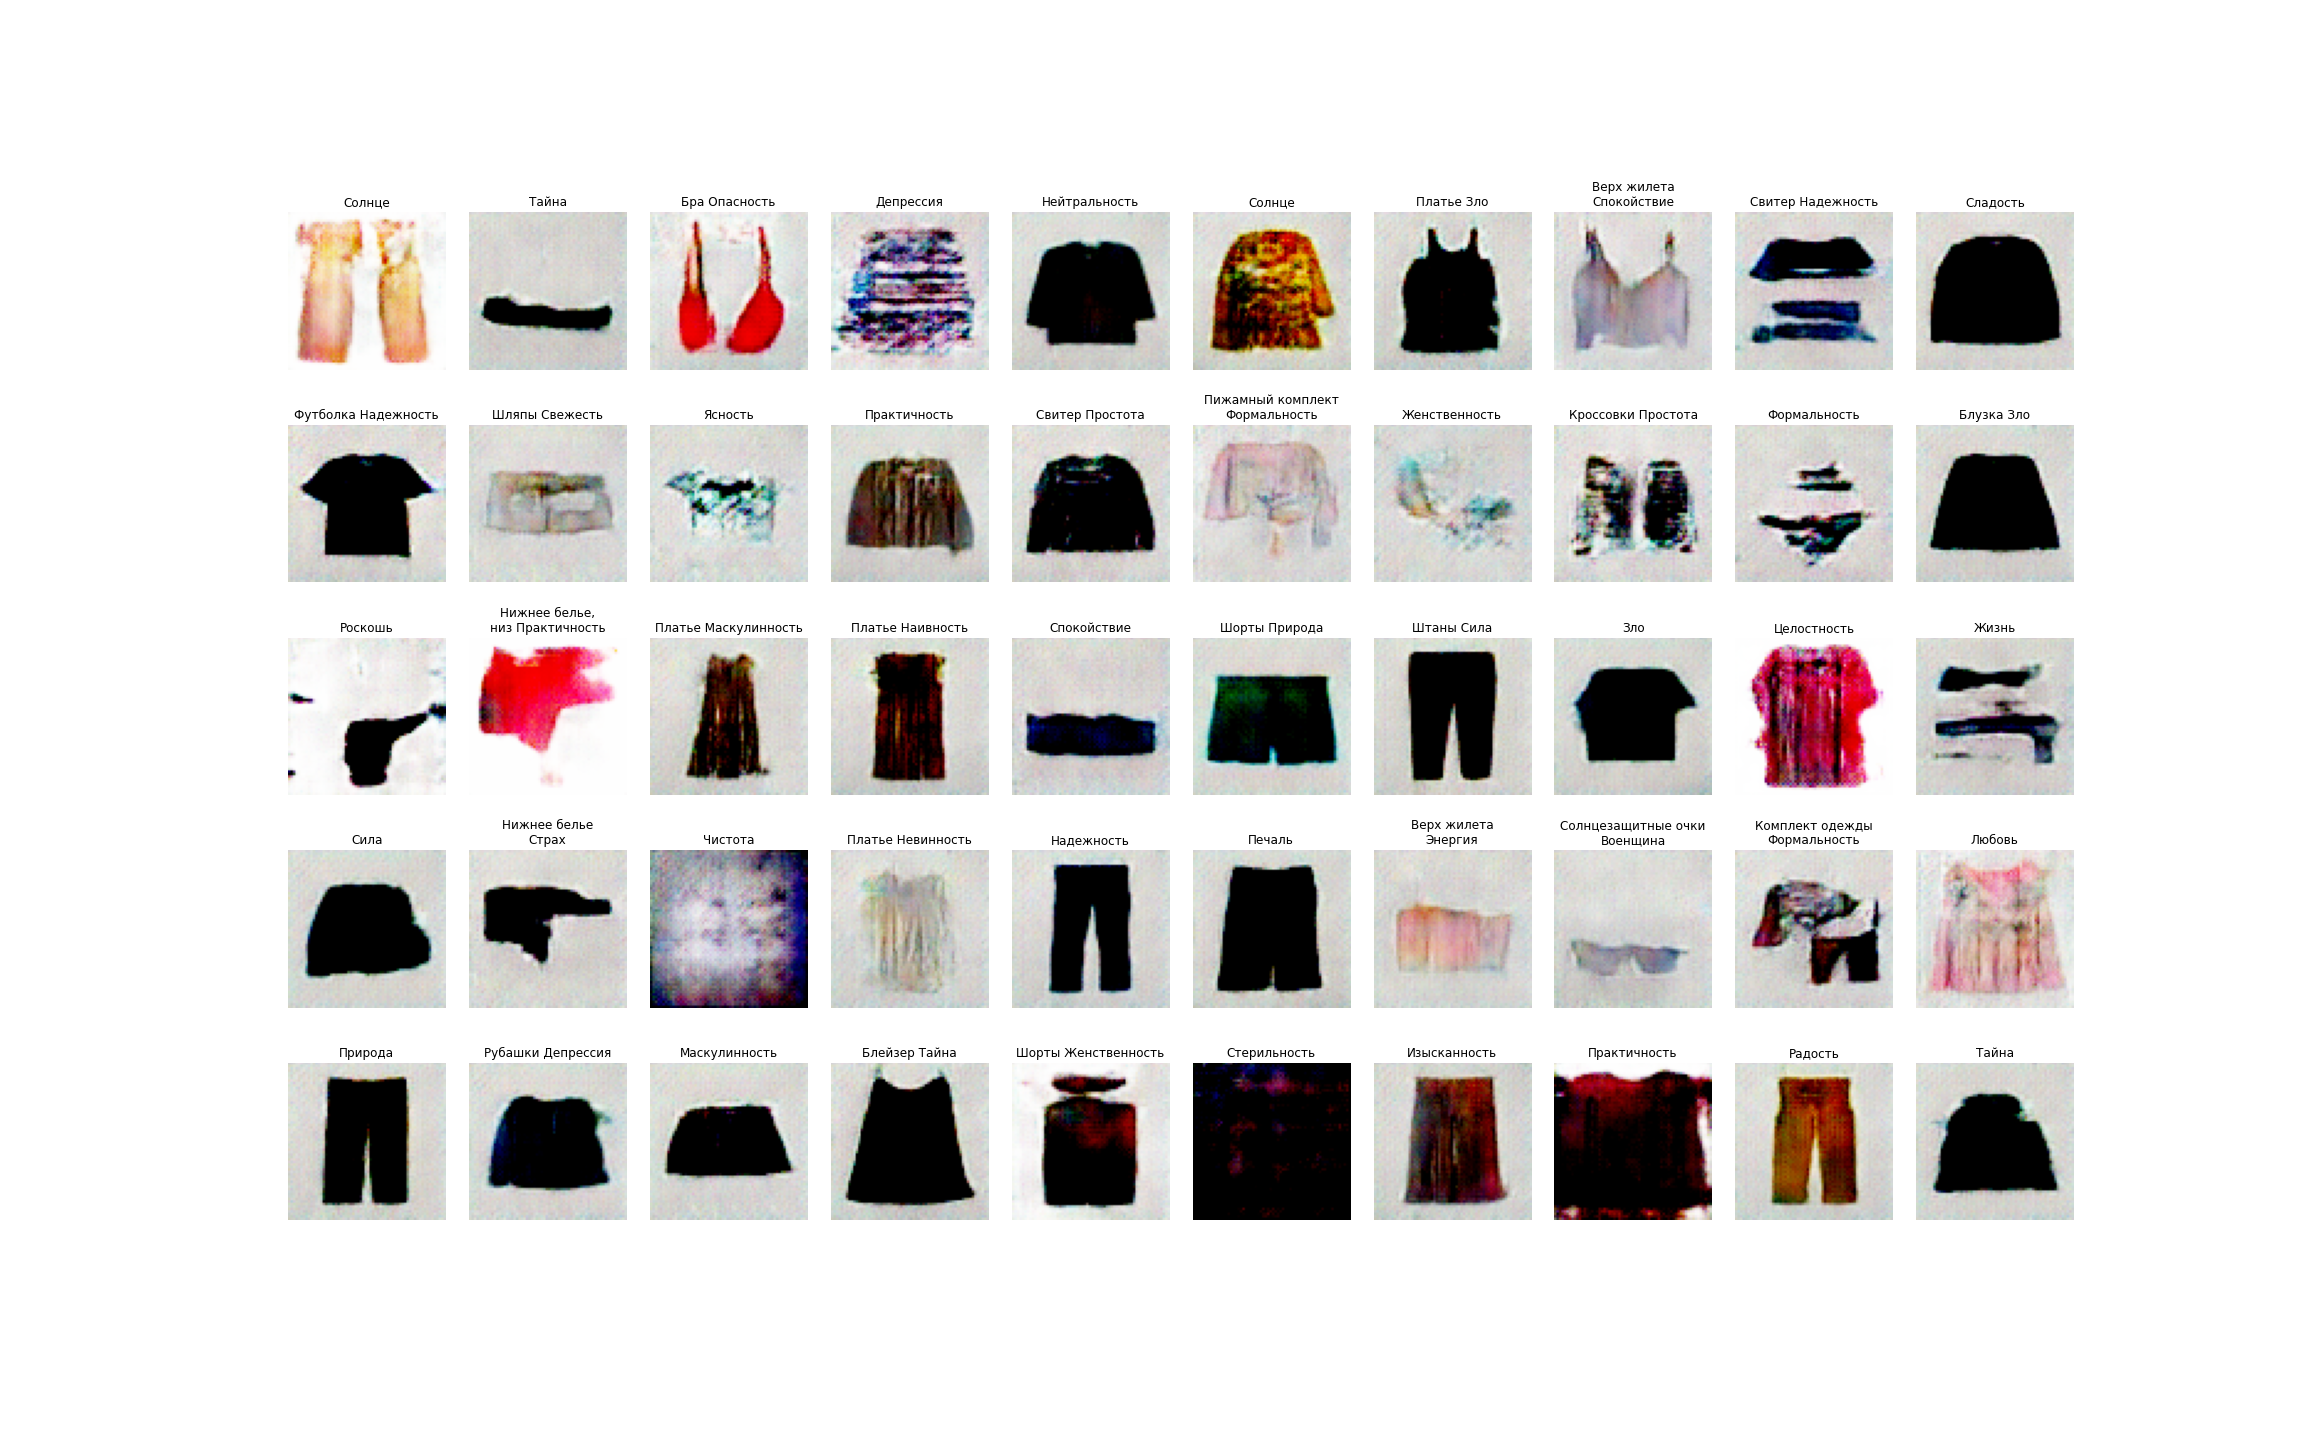 Солнце
Тайна
Бра Опасность
Депрессия
Нейтральность
Солнце
Платье Зло
Верх жилета
Спокойствие
Свитер Надежность
Сладость
Футболка Надежность
Шляпы Свежесть
Ясность
Практичность
Свитер Простота
Пижамный комплект
Формальность
Женственность
Кроссовки Простота
Формальность
Блузка Зло
Роскошь
Нижнее белье,
низ Практичность
Платье Маскулинность
Платье Наивность
Спокойствие
Шорты Природа
Штаны Сила
Зло
Целостность
Жизнь
Сила
Нижнее белье
Страх
Чистота
Платье Невинность
Надежность
Печаль
Верх жилета
Энергия
Солнцезащитные очки
Военщина
Комплект одежды
Формальность
Любовь
Природа
Рубашки Депрессия
Маскулинность
Блейзер Тайна
Шорты Женственность
Стерильность
Изысканность
Практичность
Радость
Тайна